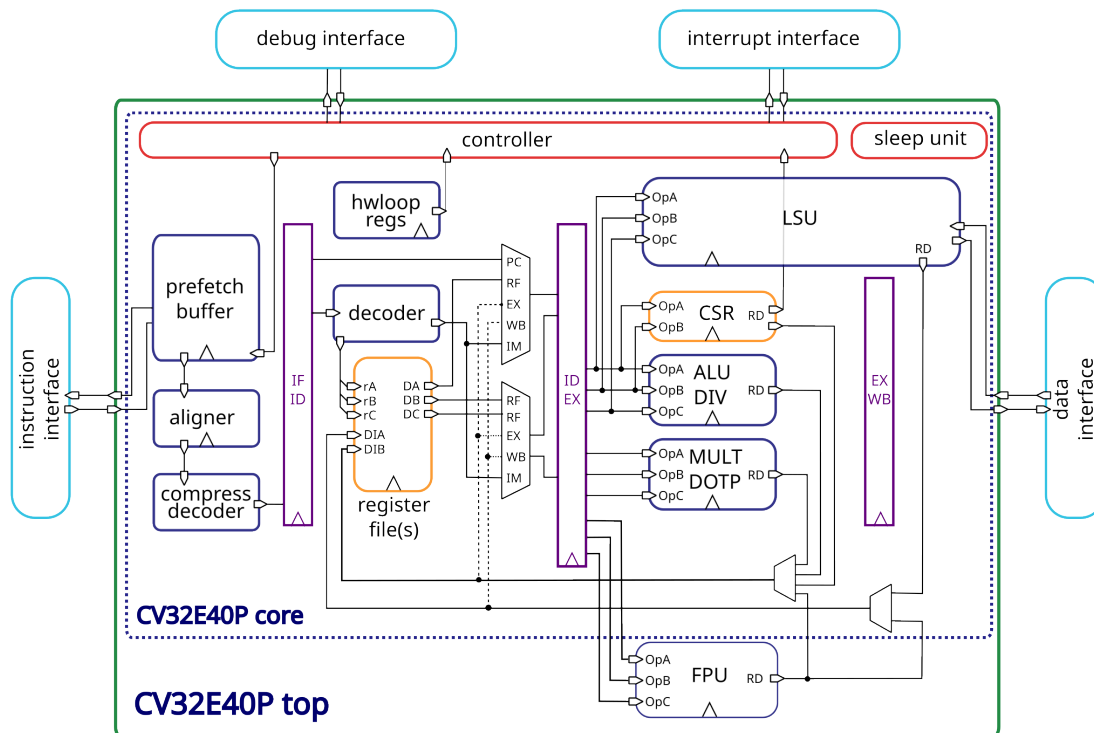 debug interface
interrupt interface
controller
sleep unit
hwloop
regs
LSU
OpA
OpB
OpC
RD
prefetch
buffer
decoder
PC
RF
EX
WB
IM
CSR
OpA
OpB
RD
instruction
interface
aligner
compress
decoder
IF
ID
rA
rB
rC
DIA
DIB
DA
DB
DC
register
file(s)
RF
RF
EX
WB
IM
ID
EX
ALU
DIV
OpA
OpB
OpC
RD
MULT
DOTP
OpA
OpB
OpC
RD
EX
WB
data
interface
CV32E40P core
FPU
OpA
OpB
OpC
RD
CV32E40P top